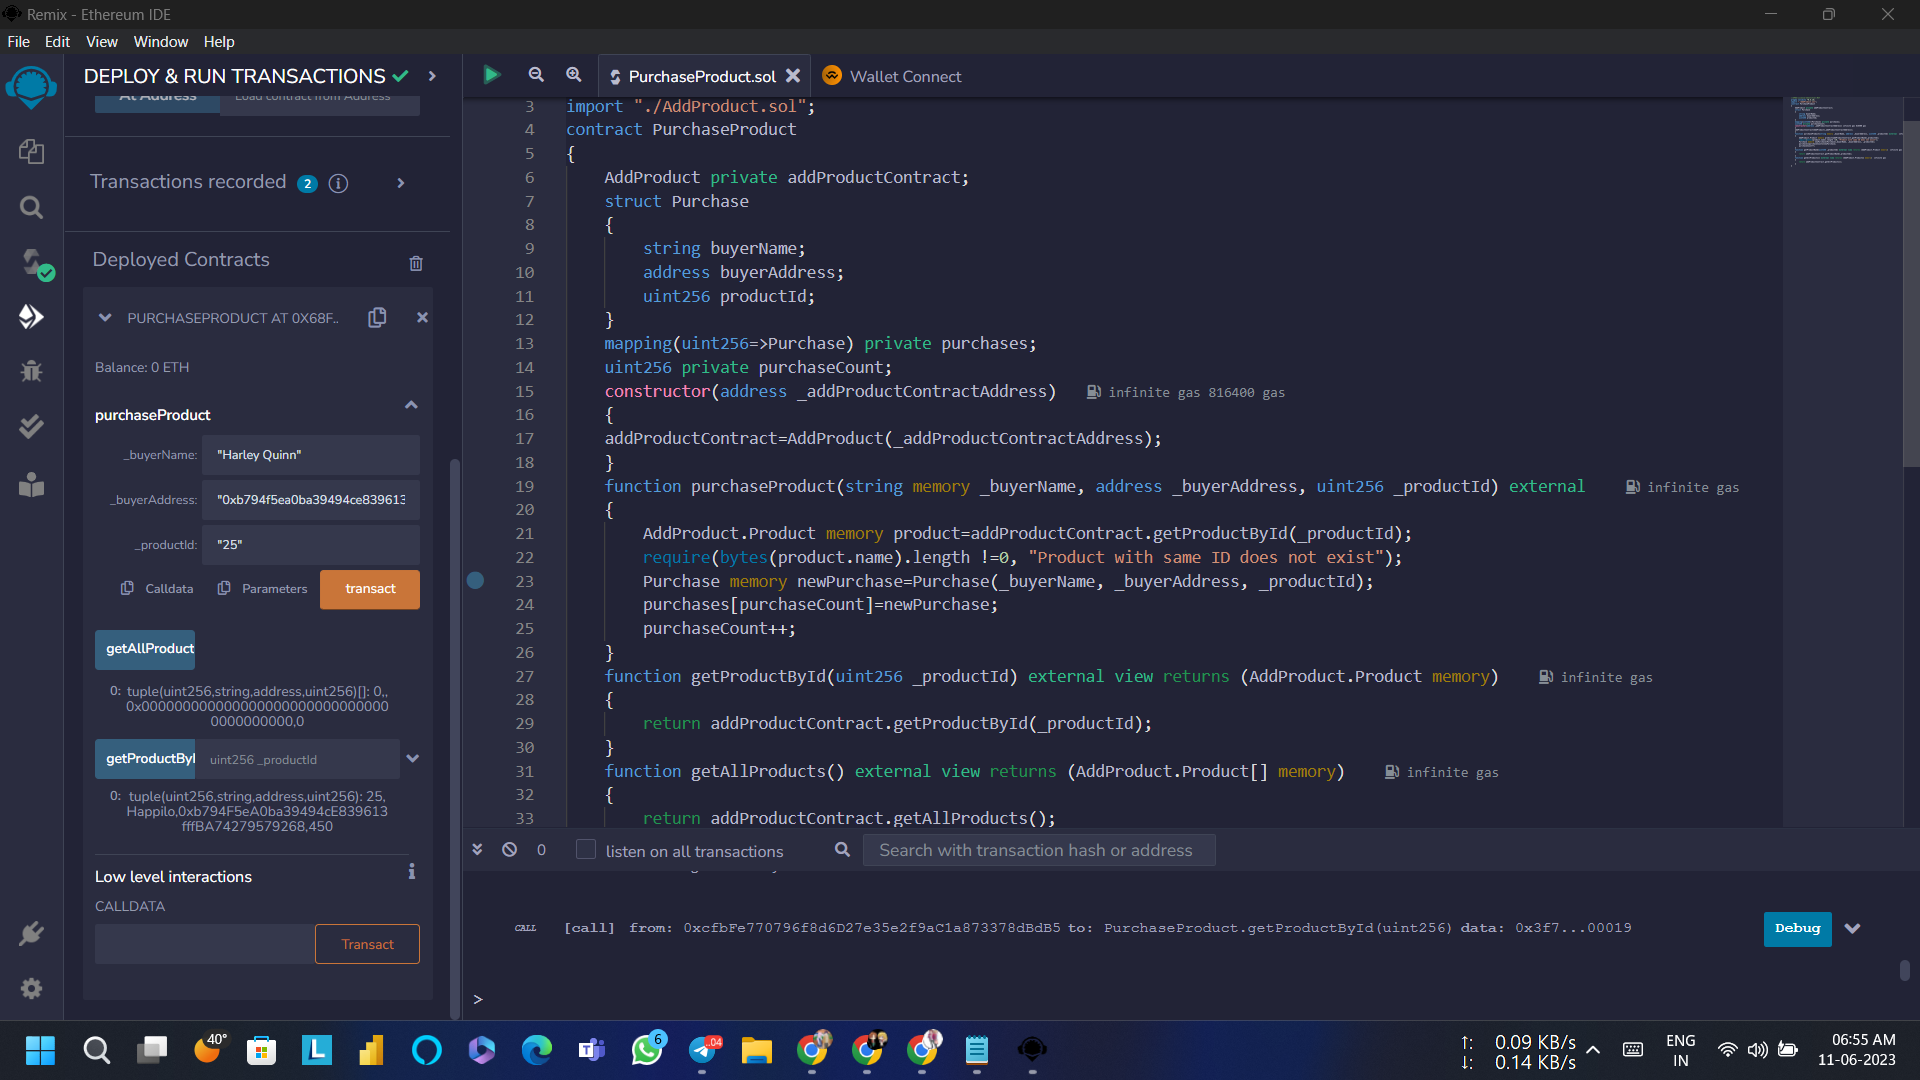 Remix - Ethereum IDE
File Edit View Window Help
DEPLOY & RUN TRANSACTIONS
At Address Load contract from Address
Transactions recorded 2
Deployed Contracts
PURCHASEPRODUCT AT 0X68F..
Balance: 0 ETH
purchaseProduct
_buyerName: "Harley Quinn"
_buyerAddress: "0xb794f5ea0ba39494ce839613
_productId: "25"
Calldata Parameters transact
getAllProduct
0: tuple(uint256,string,address,uint256)[]: 0,,
getProductByI uint256 _productId
0: tuple(uint256,string,address,uint256): 25,
Happilo,0xb794F5eA0ba39494cE839613
fffBA74279579268,450
Low level interactions
CALLDATA
Transact
PurchaseProduct.sol
Wallet Connect
3 import "./AddProduct.sol";
4 contract PurchaseProduct
5 {
6 AddProduct private addProductContract;
7 struct Purchase
8 {
9 string buyerName;
10 address buyerAddress;
11 uint256 productId;
12 }
13 mapping(uint256=>Purchase) private purchases;
14 uint256 private purchaseCount;
15 constructor(address _addProductContractAddress) infinite gas 816400 gas
16 {
17 addProductContract=AddProduct(_addProductContractAddress);
18 }
19 function purchaseProduct(string memory _buyerName, address _buyerAddress, uint256 _productId) external infinite gas
20 {
21 AddProduct.Product memory product=addProductContract.getProductById(_productId);
22 require(bytes(product.name).length !=0, "Product with same ID does not exist");
23 Purchase memory newPurchase=Purchase(_buyerName, _buyerAddress, _productId);
24 purchases[purchaseCount]=newPurchase;
25 purchaseCount++;
26 }
27 function getProductById(uint256 _productId) external view returns (AddProduct.Product memory) infinite gas
28 {
29 return addProductContract.getProductById(_productId);
30 }
31 function getAllProducts() external view returns (AddProduct.Product[] memory) infinite gas
32 {
33 return addProductContract.getAllProducts();
0 listen on all transactions Search with transaction hash or address
CALL [call] from: 0xcfbFe770796f8d6D27e35e2f9aC1a873378dBdB5 to: PurchaseProduct.getProductById(uint256) data: 0x3f7...00019 Debug
>
40°
L
6
..04
0.09 KB/s
0.14 KB/s
ENG
IN
06:55 AM
11-06-2023